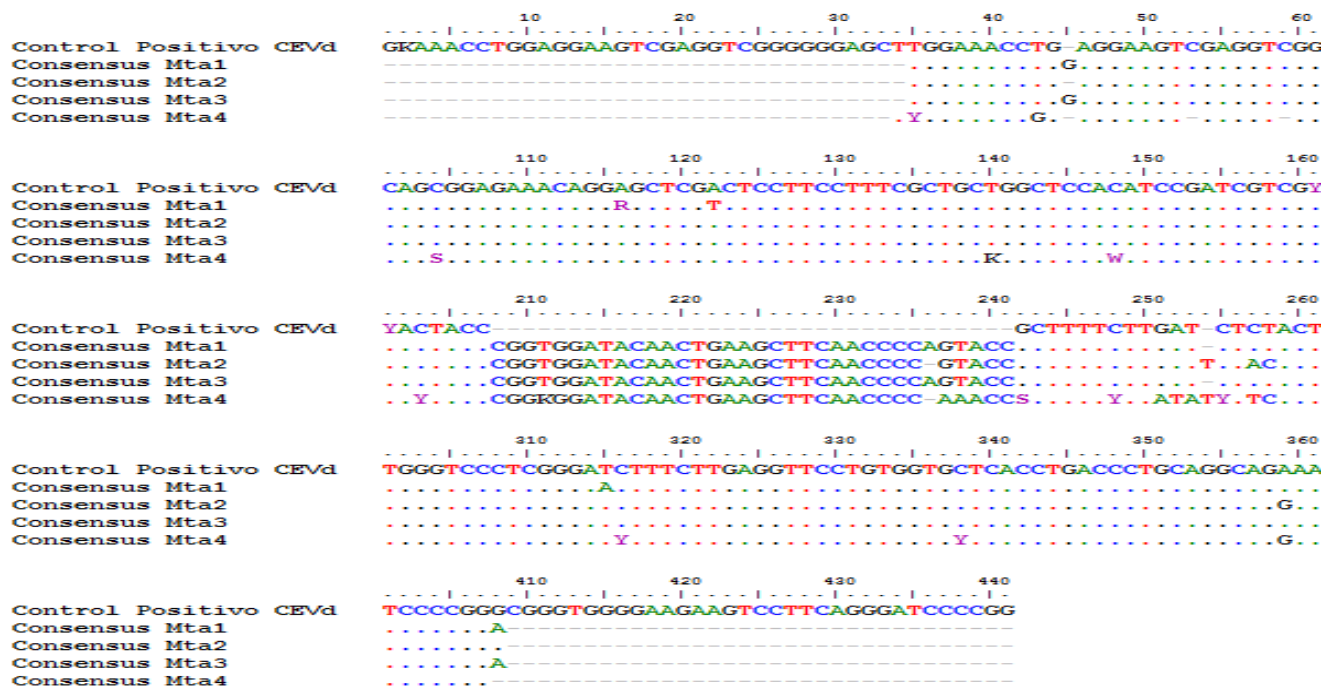 10 20 30 40 50 60
....|....|....|....|....|....|....|....|....|....|....|....|.
Control Positivo CEVd GKAAACCTGGAGGAAGTCGAGGTCGGGGGGAGCTTGGAAACCTG-AGGAAGTCGAGGTCGG
Consensus Mta1 ----------------------------------..........G................
Consensus Mta2 ----------------------------------..........-................
Consensus Mta3 ----------------------------------..........G................
Consensus Mta4 ---------------------------------.Y.......G.-.......-.....-..
110 120 130 140 150 160
....|....|....|....|....|....|....|....|....|....|....|....|.
Control Positivo CEVd CAGCGGAGAAACAGGAGCTCGACTCCTTCCTTTCGCTGCTGGCTCCACATCCGATCGTCGY
Consensus Mta1 ...............R.....T.......................................
Consensus Mta2 .............................................................
Consensus Mta3 .............................................................
Consensus Mta4 ...S...................................K.......W.............
210 220 230 240 250 260
....|....|....|....|....|....|....|....|....|....|....|....|.
Control Positivo CEVd YACTACC----------------------------------GCTTTTCTTGAT-CTCTACT
Consensus Mta1 .......CGGTGGATACAACTGAAGCTTCAACCCCAGTACC............-.......
Consensus Mta2 .......CGGTGGATACAACTGAAGCTTCAACCCC-GTACC............T..AC...
Consensus Mta3 .......CGGTGGATACAACTGAAGCTTCAACCCCAGTACC............-.......
Consensus Mta4 ..Y....CGGKGGATACAACTGAAGCTTCAACCCC-AAACCS.....Y..ATATY.TC...
310 320 330 340 350 360
....|....|....|....|....|....|....|....|....|....|....|....|.
Control Positivo CEVd TGGGTCCCTCGGGATCTTTCTTGAGGTTCCTGTGGTGCTCACCTGACCCTGCAGGCAGAAA
Consensus Mta1 ..............A..............................................
Consensus Mta2 ..........................................................G..
Consensus Mta3 .............................................................
Consensus Mta4 ...............Y.....................Y....................G..
410 420 430 440
....|....|....|....|....|....|....|....|.
Control Positivo CEVd TCCCCGGGCGGGTGGGGAAGAAGTCCTTCAGGGATCCCCGG
Consensus Mta1 .......A---------------------------------
Consensus Mta2 ........---------------------------------
Consensus Mta3 .......A---------------------------------
Consensus Mta4 .......----------------------------------